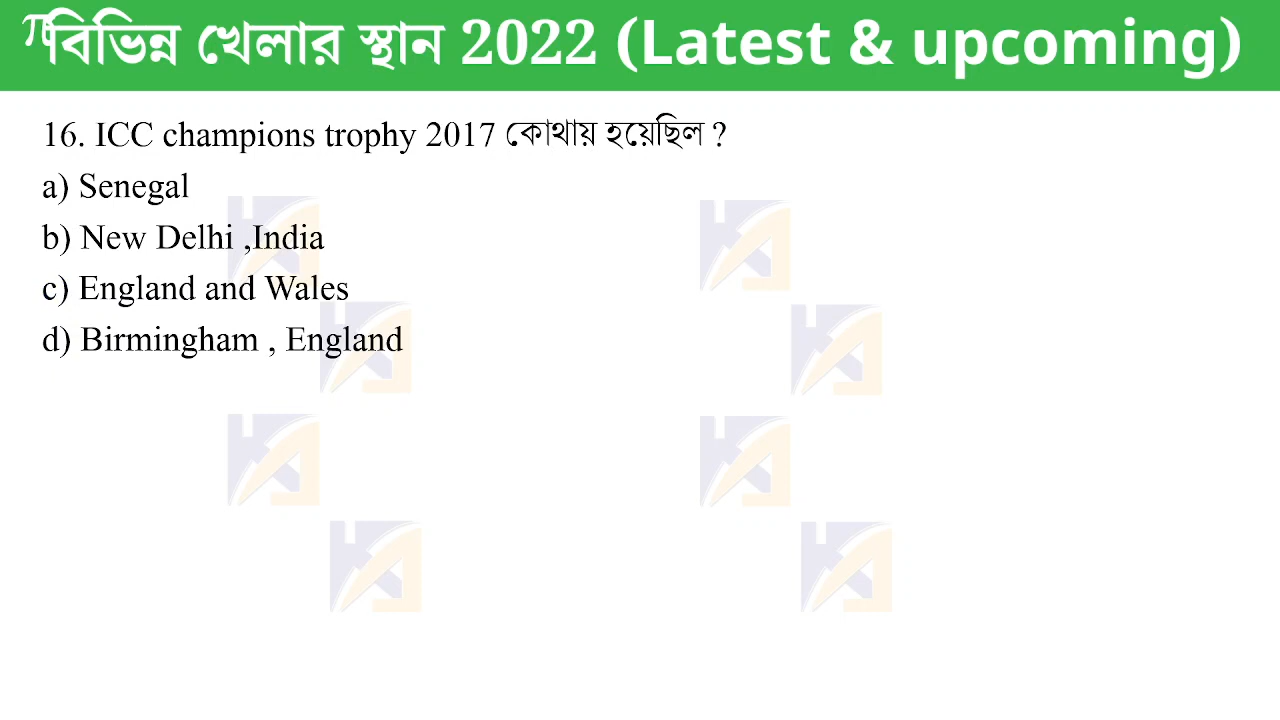 π
বিভিন্ন খেলার স্থান 2022 (Latest & upcoming)
16. ICC champions trophy 2017 কোথায় হয়েছিল ?
a) Senegal
b) New Delhi ,India
c) England and Wales
d) Birmingham , England